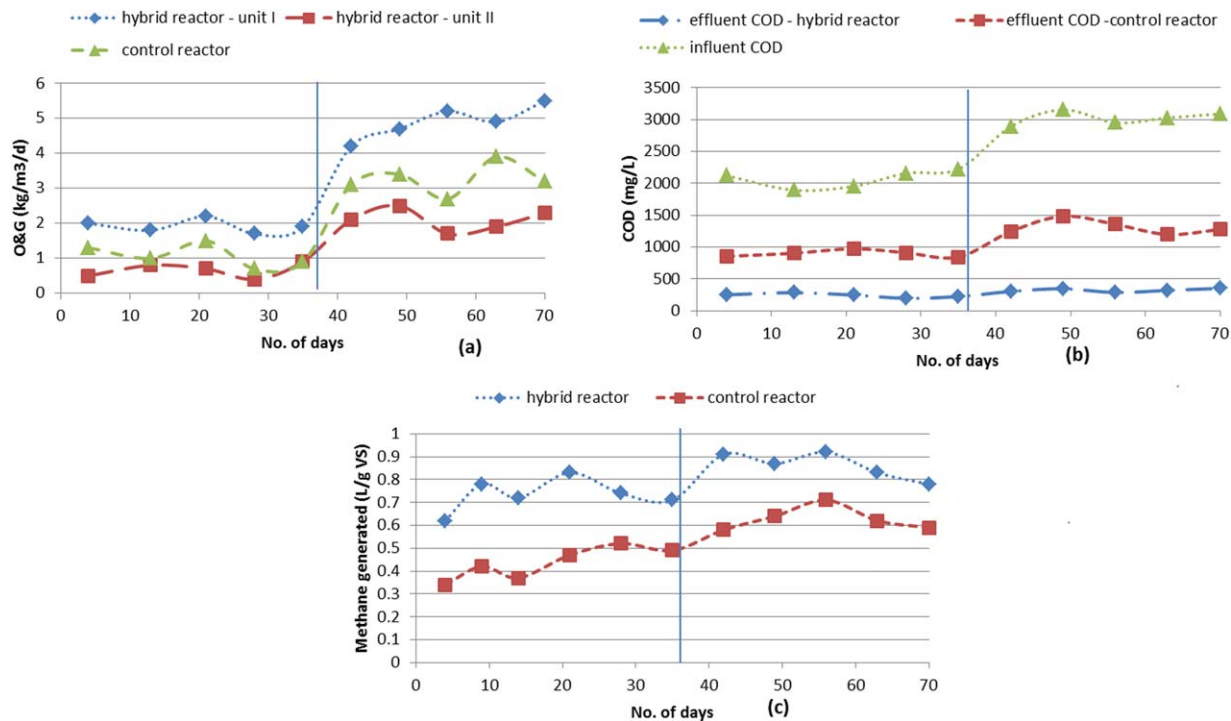 hybrid reactor - unit I
hybrid reactor - unit II
control reactor
O&G (kg/m3/d)
6
5
4
3
2
1
0
0 10 20 30 40 50 60 70
No. of days
(a)
effluent COD - hybrid reactor
effluent COD -control reactor
influent COD
COD (mg/L)
3500
3000
2500
2000
1500
1000
500
0
0 10 20 30 40 50 60 70
No. of days
(b)
hybrid reactor
control reactor
Methane generated (L/g VS)
1
0.9
0.8
0.7
0.6
0.5
0.4
0.3
0.2
0.1
0
0 10 20 30 40 50 60 70
No. of days
(c)